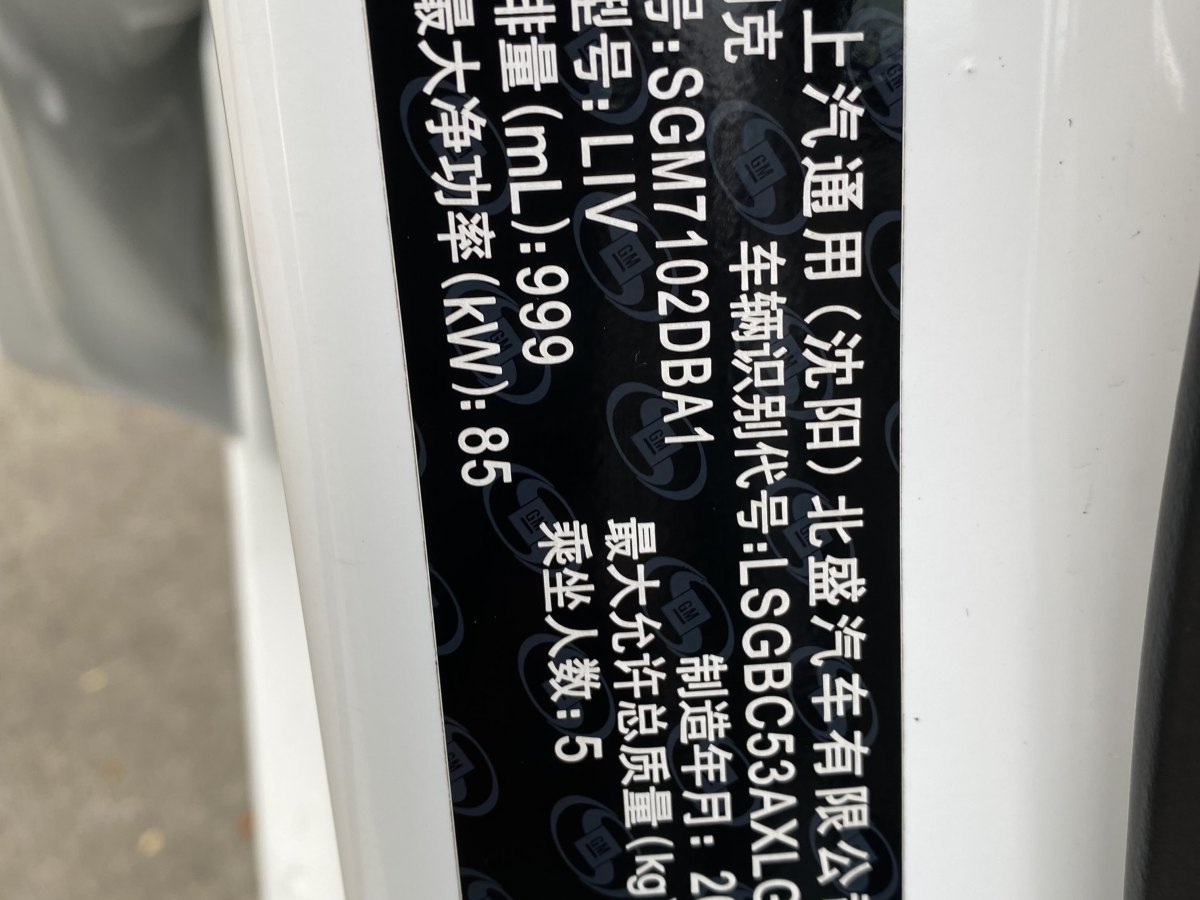 上汽通用(沈阳)北盛汽车有限公
克 车辆识别代号:LSGBC53AXLG
号:SGM7102DBA1 制造年月: 20
型号: LIV 最大允许总质量(kg
排量(mL):999 乘坐人数:5
最大净功率(kW): 85
GM